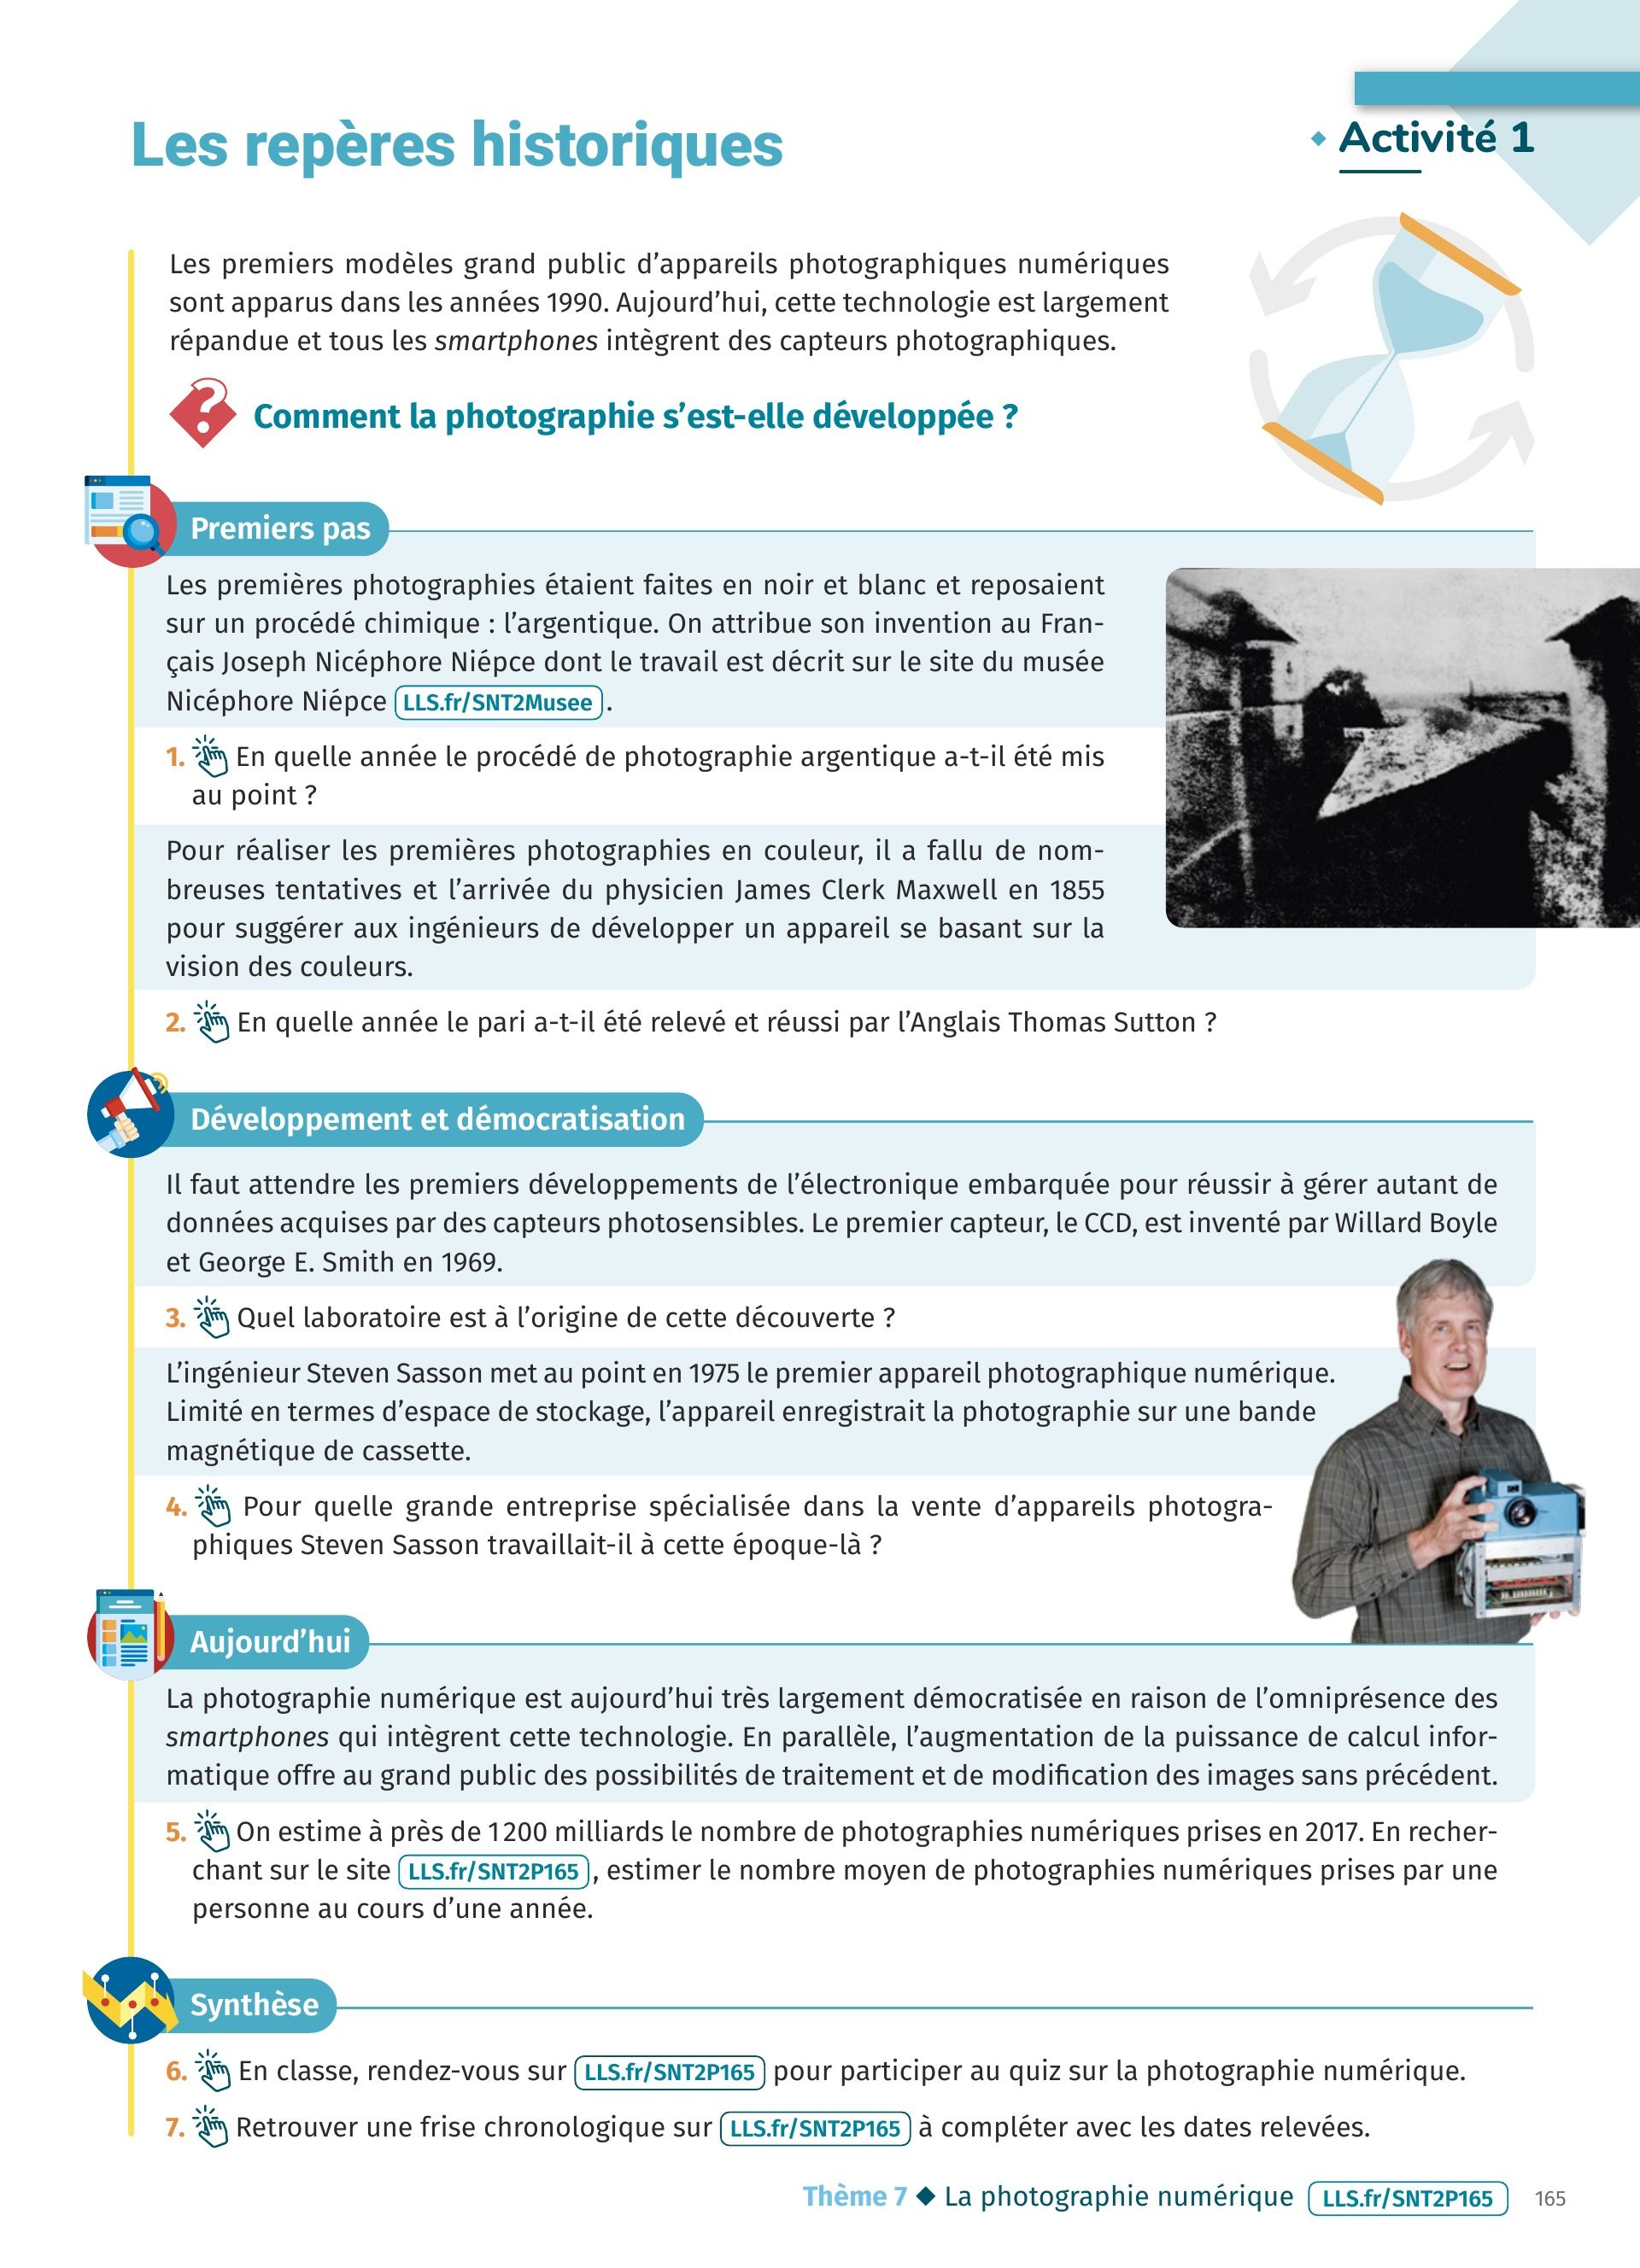 Les repères historiques
Activité 1
Les premiers modèles grand public d’appareils photographiques numériques
sont apparus dans les années 1990. Aujourd’hui, cette technologie est largement
répandue et tous les smartphones intègrent des capteurs photographiques.
?
Comment la photographie s’est-elle développée ?
Premiers pas
Les premières photographies étaient faites en noir et blanc et reposaient
sur un procédé chimique : l’argentique. On attribue son invention au Fran-
çais Joseph Nicéphore Niépce dont le travail est décrit sur le site du musée
Nicéphore Niépce LLS.fr/SNT2Musee .
1. En quelle année le procédé de photographie argentique a-t-il été mis
au point ?
Pour réaliser les premières photographies en couleur, il a fallu de nom-
breuses tentatives et l’arrivée du physicien James Clerk Maxwell en 1855
pour suggérer aux ingénieurs de développer un appareil se basant sur la
vision des couleurs.
2. En quelle année le pari a-t-il été relevé et réussi par l’Anglais Thomas Sutton ?
Développement et démocratisation
Il faut attendre les premiers développements de l’électronique embarquée pour réussir à gérer autant de
données acquises par des capteurs photosensibles. Le premier capteur, le CCD, est inventé par Willard Boyle
et George E. Smith en 1969.
3. Quel laboratoire est à l’origine de cette découverte ?
L’ingénieur Steven Sasson met au point en 1975 le premier appareil photographique numérique.
Limité en termes d’espace de stockage, l’appareil enregistrait la photographie sur une bande
magnétique de cassette.
4. Pour quelle grande entreprise spécialisée dans la vente d’appareils photogra-
phiques Steven Sasson travaillait-il à cette époque-là ?
Aujourd’hui
La photographie numérique est aujourd’hui très largement démocratisée en raison de l’omniprésence des
smartphones qui intègrent cette technologie. En parallèle, l’augmentation de la puissance de calcul infor-
matique offre au grand public des possibilités de traitement et de modification des images sans précédent.
5. On estime à près de 1 200 milliards le nombre de photographies numériques prises en 2017. En recher-
chant sur le site LLS.fr/SNT2P165 , estimer le nombre moyen de photographies numériques prises par une
personne au cours d’une année.
Synthèse
6. En classe, rendez-vous sur LLS.fr/SNT2P165 pour participer au quiz sur la photographie numérique.
7. Retrouver une frise chronologique sur LLS.fr/SNT2P165 à compléter avec les dates relevées.
Thème 7 ◆ La photographie numérique LLS.fr/SNT2P165 165